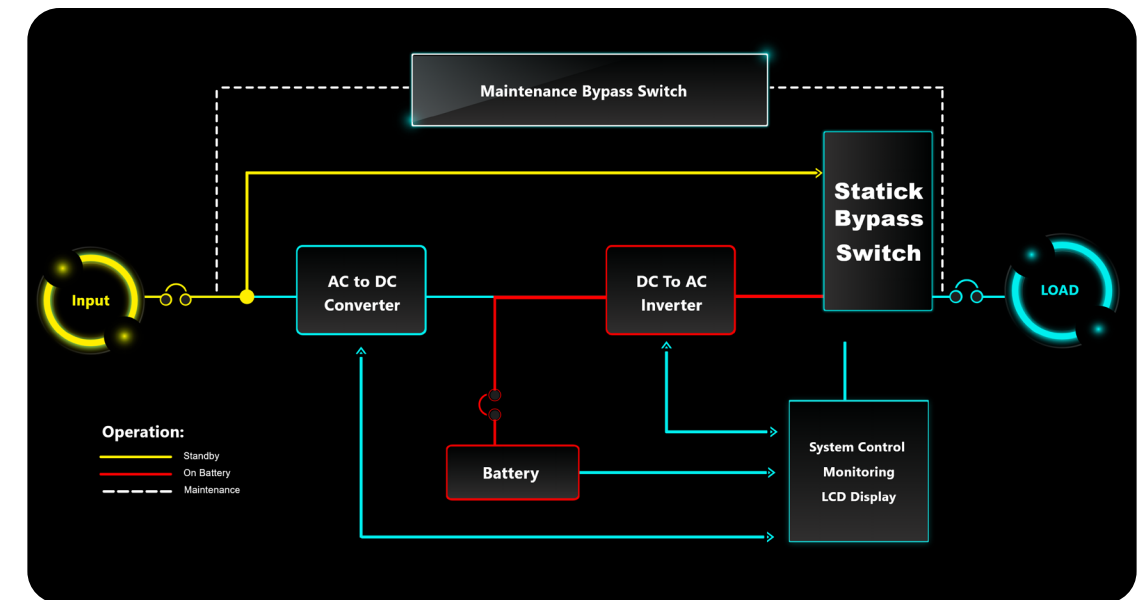 Maintenance Bypass Switch
Statick
Bypass
Switch
Input
AC to DC
Converter
DC To AC
Inverter
LOAD
Operation:
Standby
On Battery
Maintenance
Battery
System Control
Monitoring
LCD Display